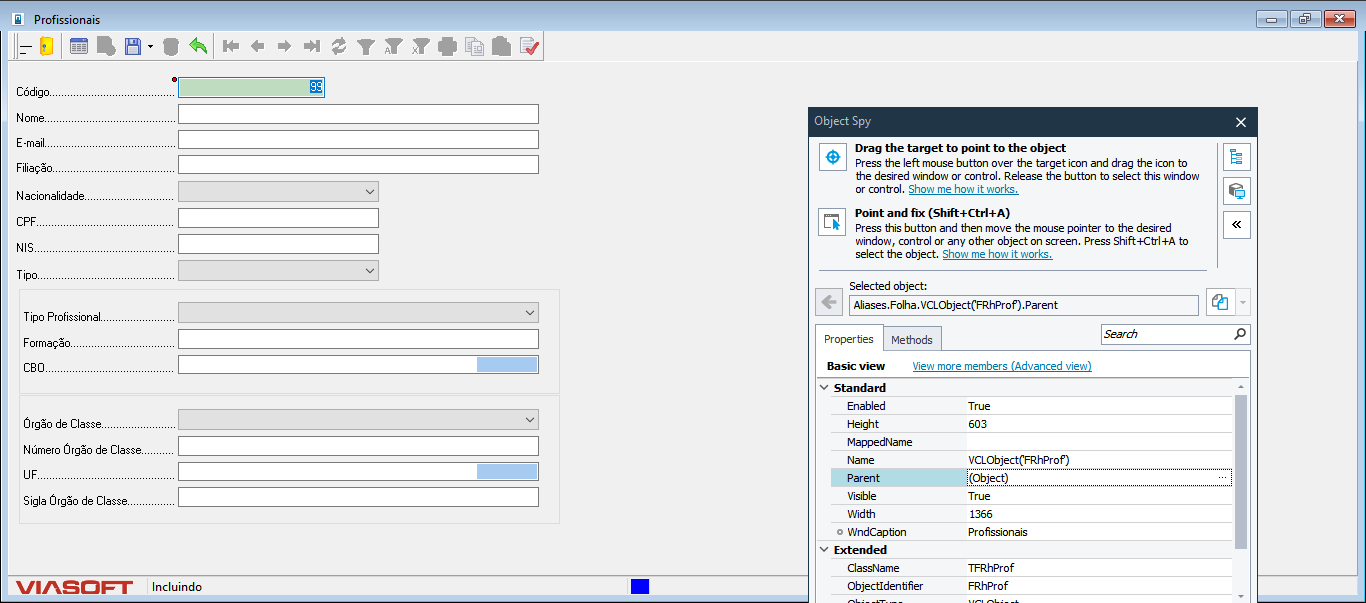 Profissionais
Código
99
Nome
E-mail
Filiação
Nacionalidade
CPF
NIS
Tipo
Tipo Profissional
Formação
CBO
Órgão de Classe
Número Órgão de Classe
UF
Sigla Órgão de Classe
VIASOFT
Incluindo
Object Spy
Drag the target to point to the object
Press the left mouse button over the target icon and drag the icon to
the desired window or control. Release the button to select this window
or control. Show me how it works.
Point and fix (Shift+Ctrl+A)
Press this button and then move the mouse pointer to the desired
window, control or any other object on screen. Press Shift+Ctrl+A to
select the object. Show me how it works.
Selected object:
Aliases.Folha.VCLObject('FRhProf').Parent
Properties
Methods
Search
Basic view
View more members (Advanced view)
Standard
Enabled True
Height 603
MappedName
Name VCLObject('FRhProf')
Parent (Object) ...
Visible True
Width 1366
WndCaption Profissionais
Extended
ClassName TFRhProf
ObjectIdentifier FRhProf
ObjectType VCLObject